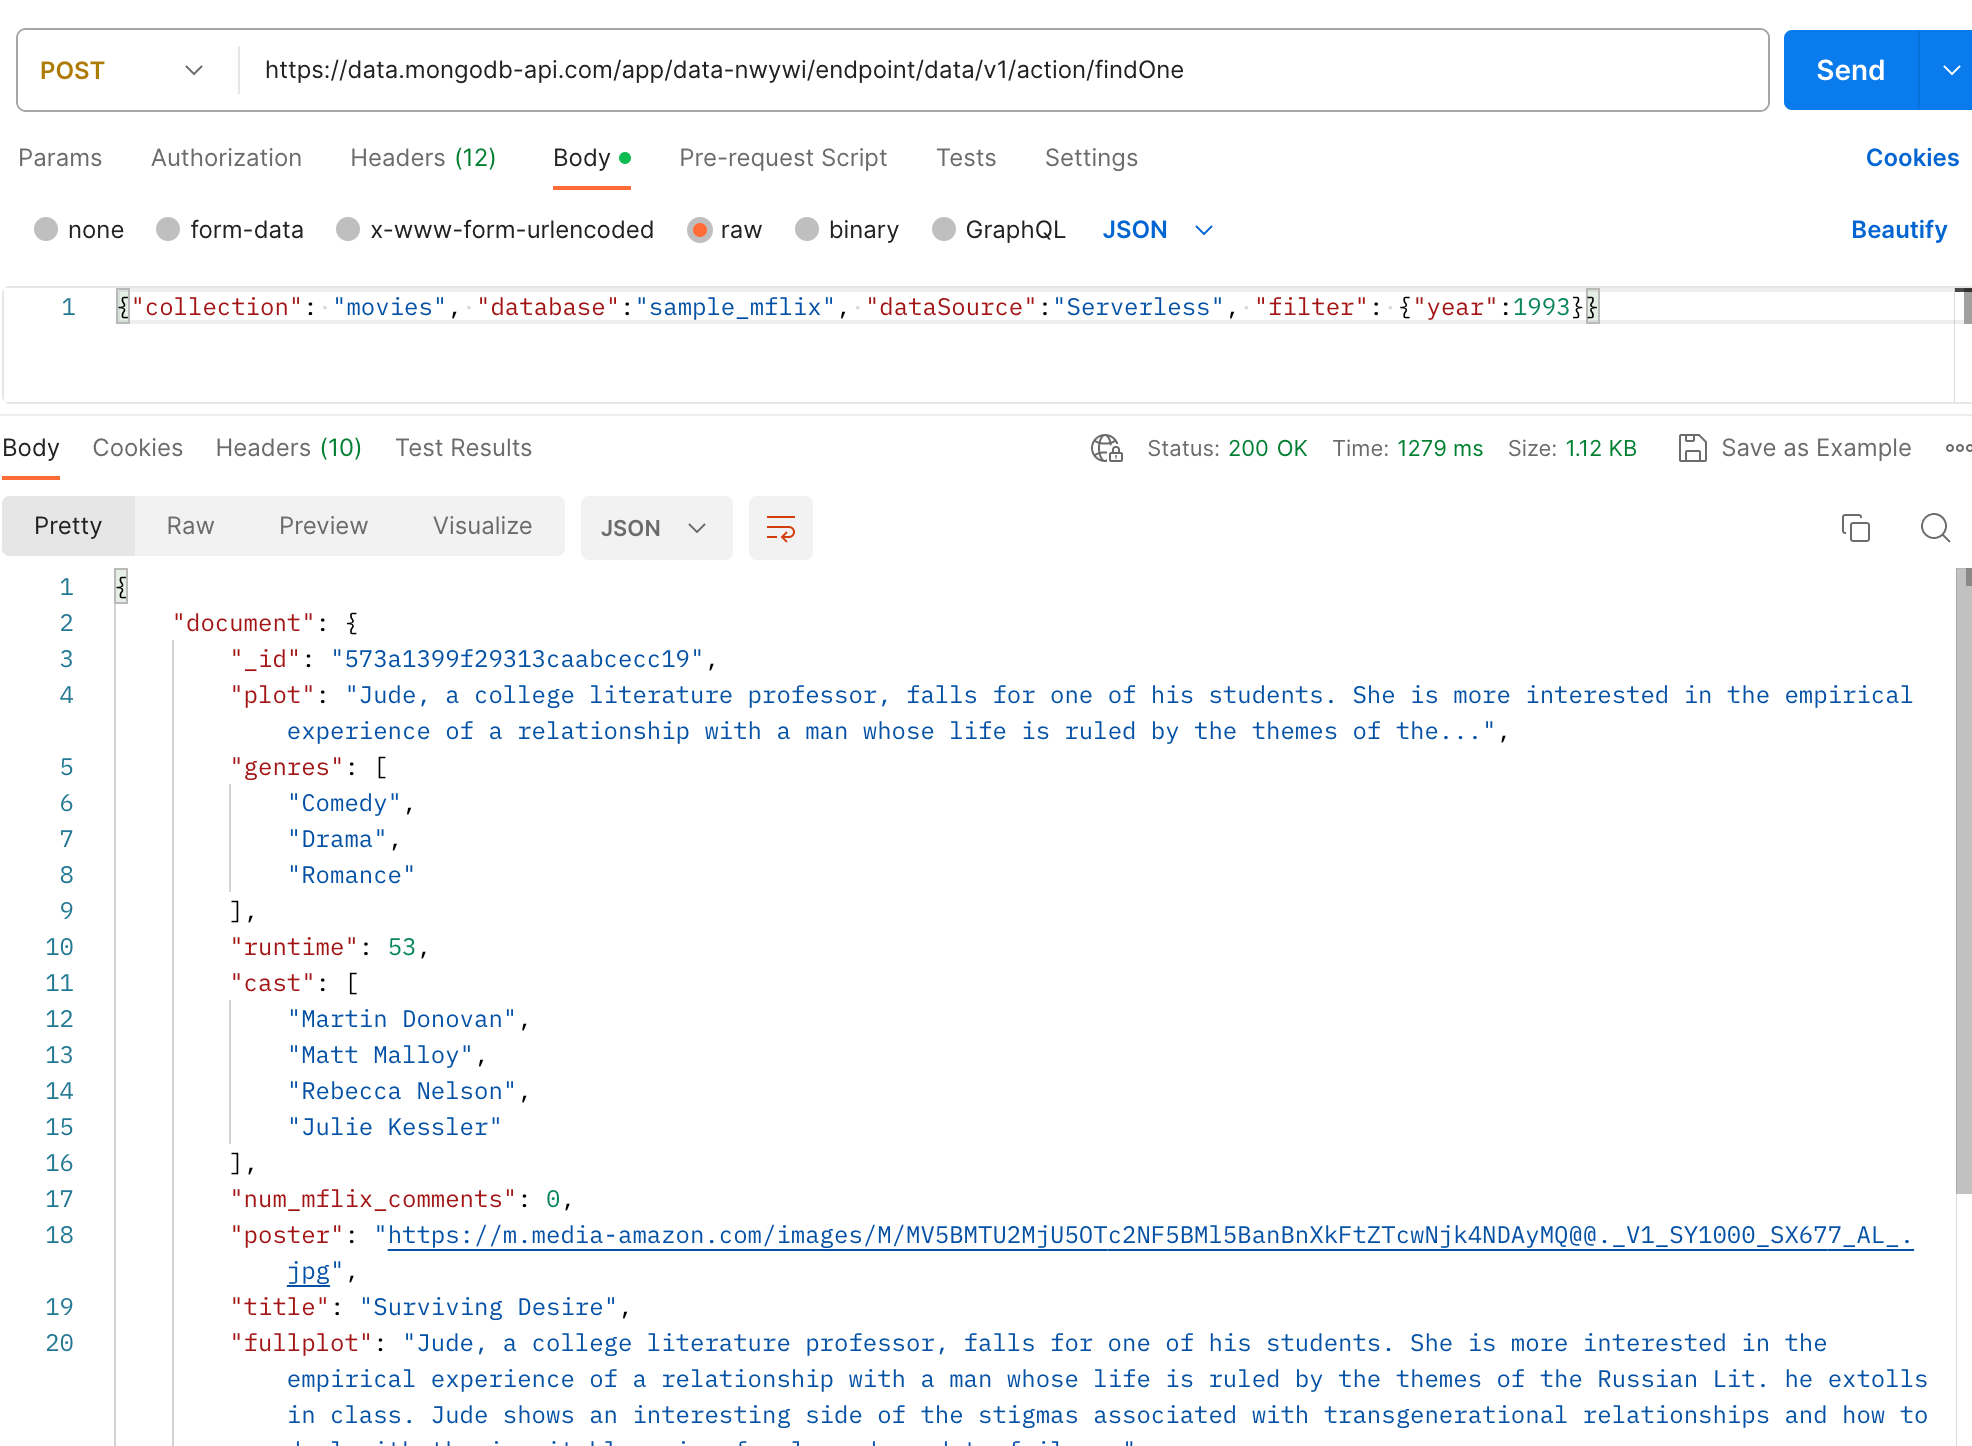 POST https://data.mongodb-api.com/app/data-nwywi/endpoint/data/v1/action/findOne Send
Params Authorization Headers (12) Body Pre-request Script Tests Settings Cookies
none form-data x-www-form-urlencoded raw binary GraphQL JSON Beautify
1 {"collection": "movies", "database":"sample_mflix", "dataSource":"Serverless", "filter": {"year":1993}}
Body Cookies Headers (10) Test Results Status: 200 OK Time: 1279 ms Size: 1.12 KB Save as Example
Pretty Raw Preview Visualize JSON
1 {
2 "document": {
3 "_id": "573a1399f29313caabcecc19",
4 "plot": "Jude, a college literature professor, falls for one of his students. She is more interested in the empirical
experience of a relationship with a man whose life is ruled by the themes of the...",
5 "genres": [
6 "Comedy",
7 "Drama",
8 "Romance"
9 ],
10 "runtime": 53,
11 "cast": [
12 "Martin Donovan",
13 "Matt Malloy",
14 "Rebecca Nelson",
15 "Julie Kessler"
16 ],
17 "num_mflix_comments": 0,
18 "poster": "https://m.media-amazon.com/images/M/MV5BMTU2MjU5OTc2NF5BMl5BanBnXkFtZTcwNjk4NDAyMQ@@._V1_SY1000_SX677_AL_.
jpg",
19 "title": "Surviving Desire",
20 "fullplot": "Jude, a college literature professor, falls for one of his students. She is more interested in the
empirical experience of a relationship with a man whose life is ruled by the themes of the Russian Lit. he extolls
in class. Jude shows an interesting side of the stigmas associated with transgenerational relationships and how to